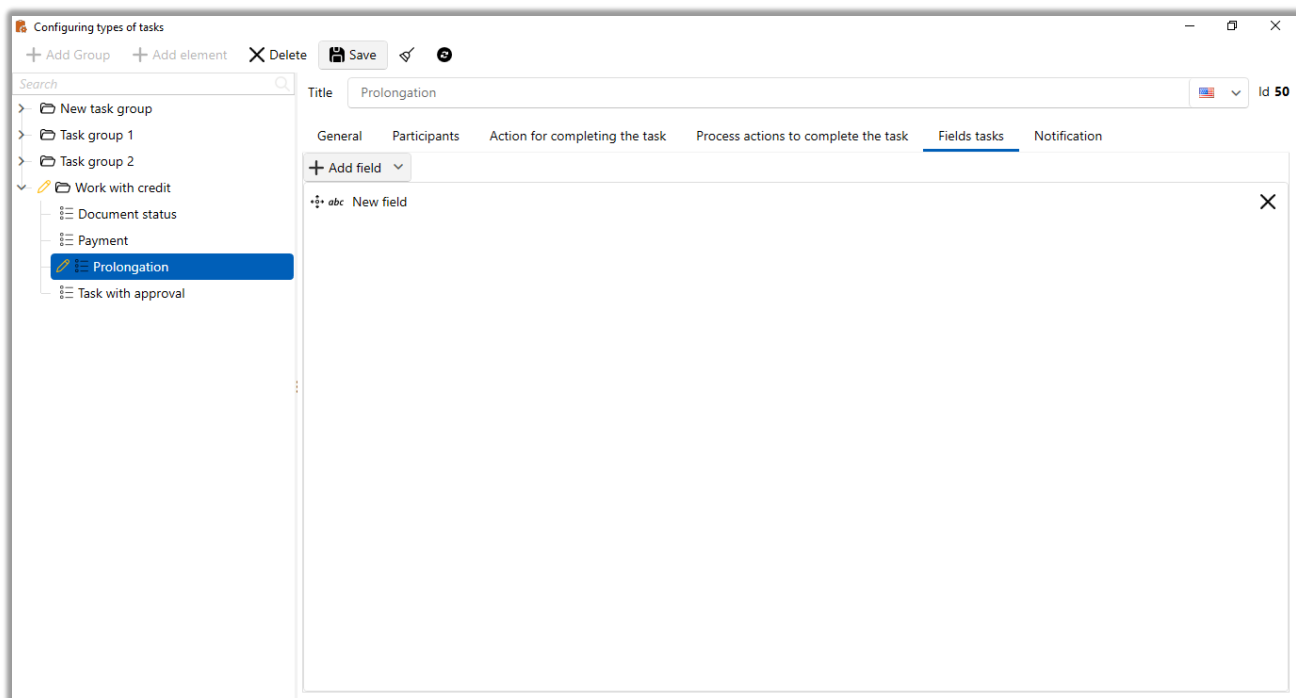 Configuring types of tasks
Add Group Add element Delete Save
Search
New task group
Task group 1
Task group 2
Work with credit
Document status
Payment
Prolongation
Task with approval
Title Prolongation Id 50
General Participants Action for completing the task Process actions to complete the task Fields tasks Notification
Add field
abc New field